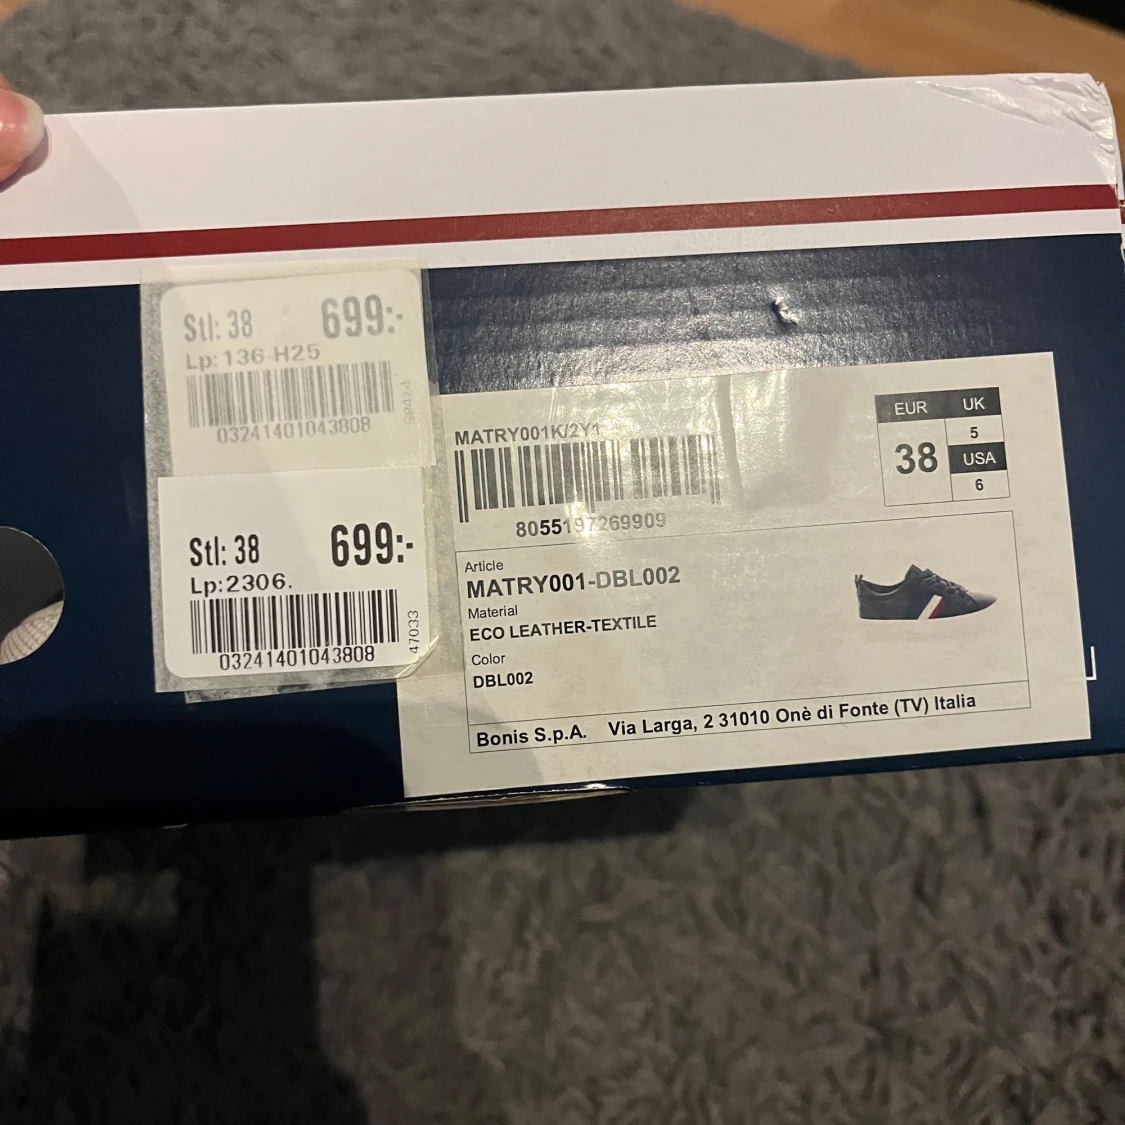 Stl: 38 699:-
Lp: 136 H25
03241401043808
Stl: 38 699:-
Lp:2306.
03241401043808
47033
MATRY001K/2Y1
8055197269909
EUR UK
38 5
USA
6
Article
MATRY001-DBL002
Material
ECO LEATHER-TEXTILE
Color
DBL002
Bonis S.p.A. Via Larga, 2 31010 Onè di Fonte (TV) Italia